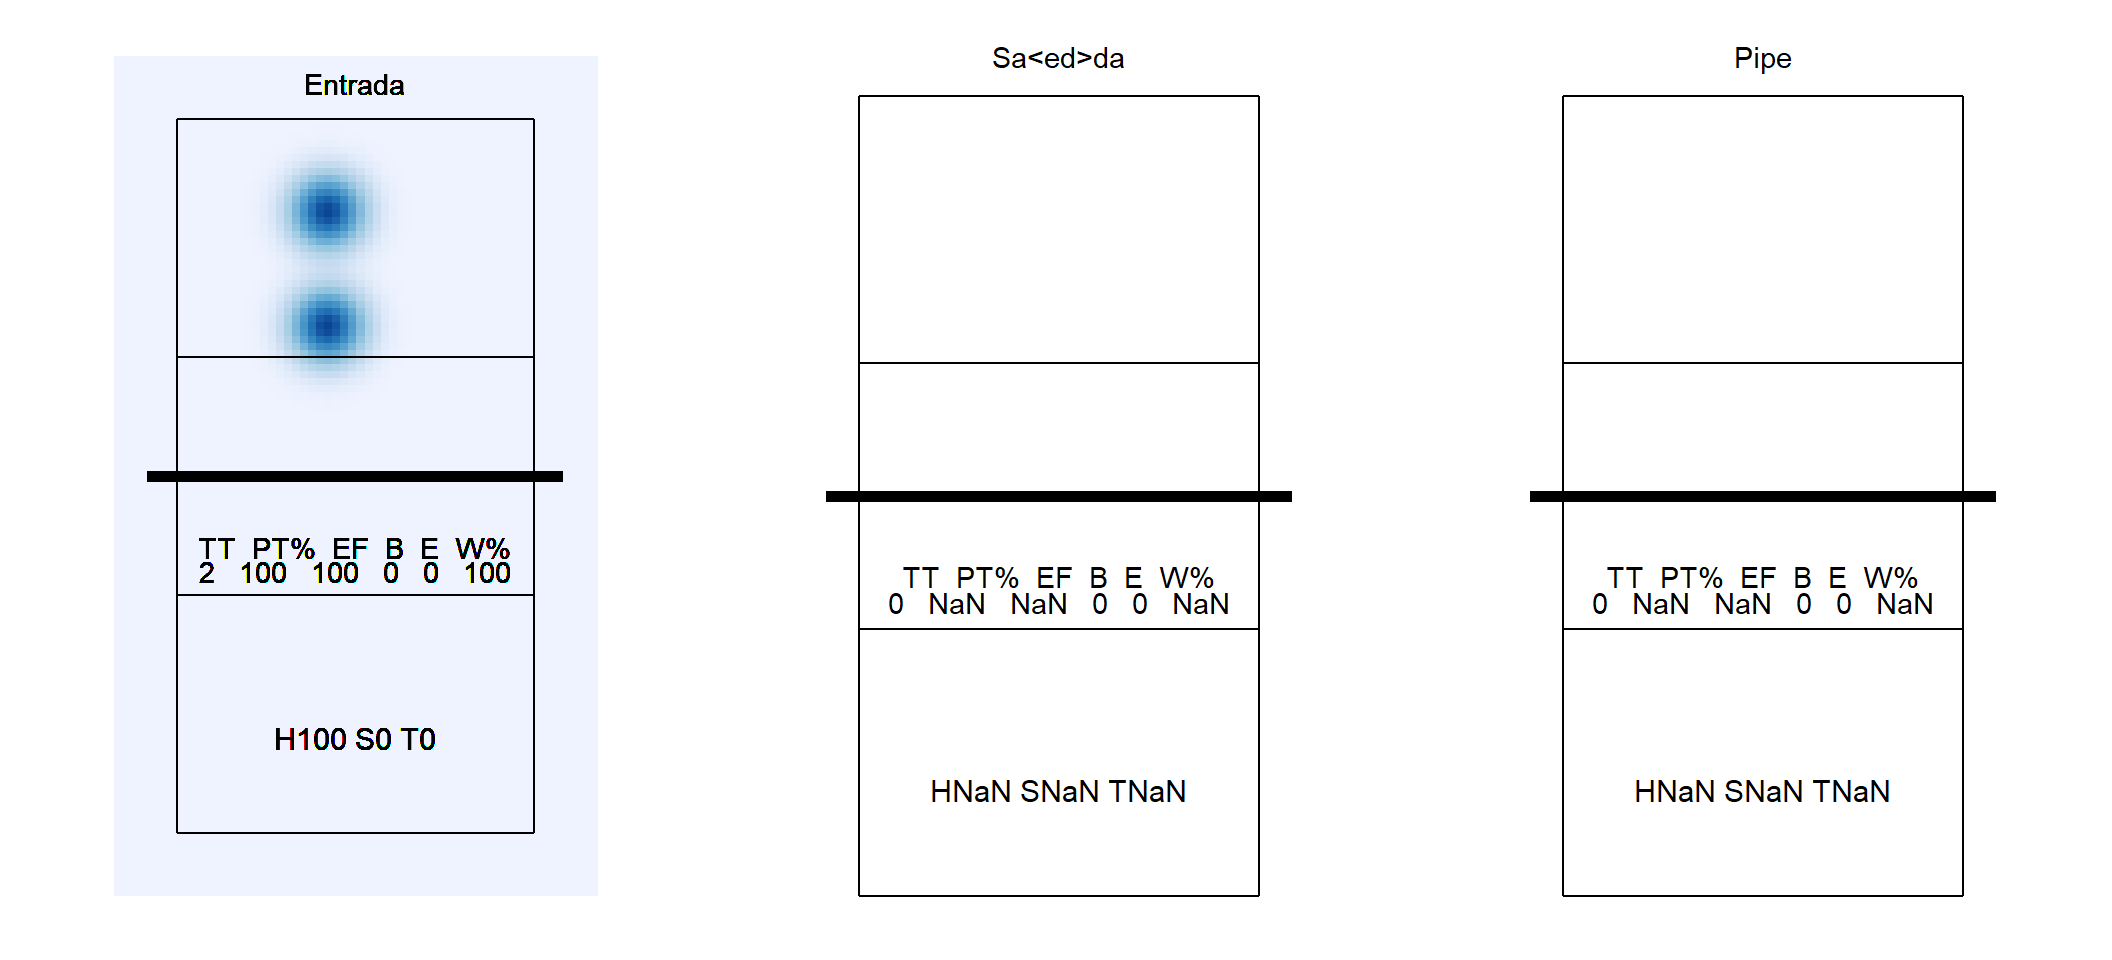 Entrada
TT PT% EF B E W%
2 100 100 0 0 100
H100 S0 T0
Sa<ed>da
TT PT% EF B E W%
0 NaN NaN 0 0 NaN
HNaN SNaN TNaN
Pipe
TT PT% EF B E W%
0 NaN NaN 0 0 NaN
HNaN SNaN TNaN